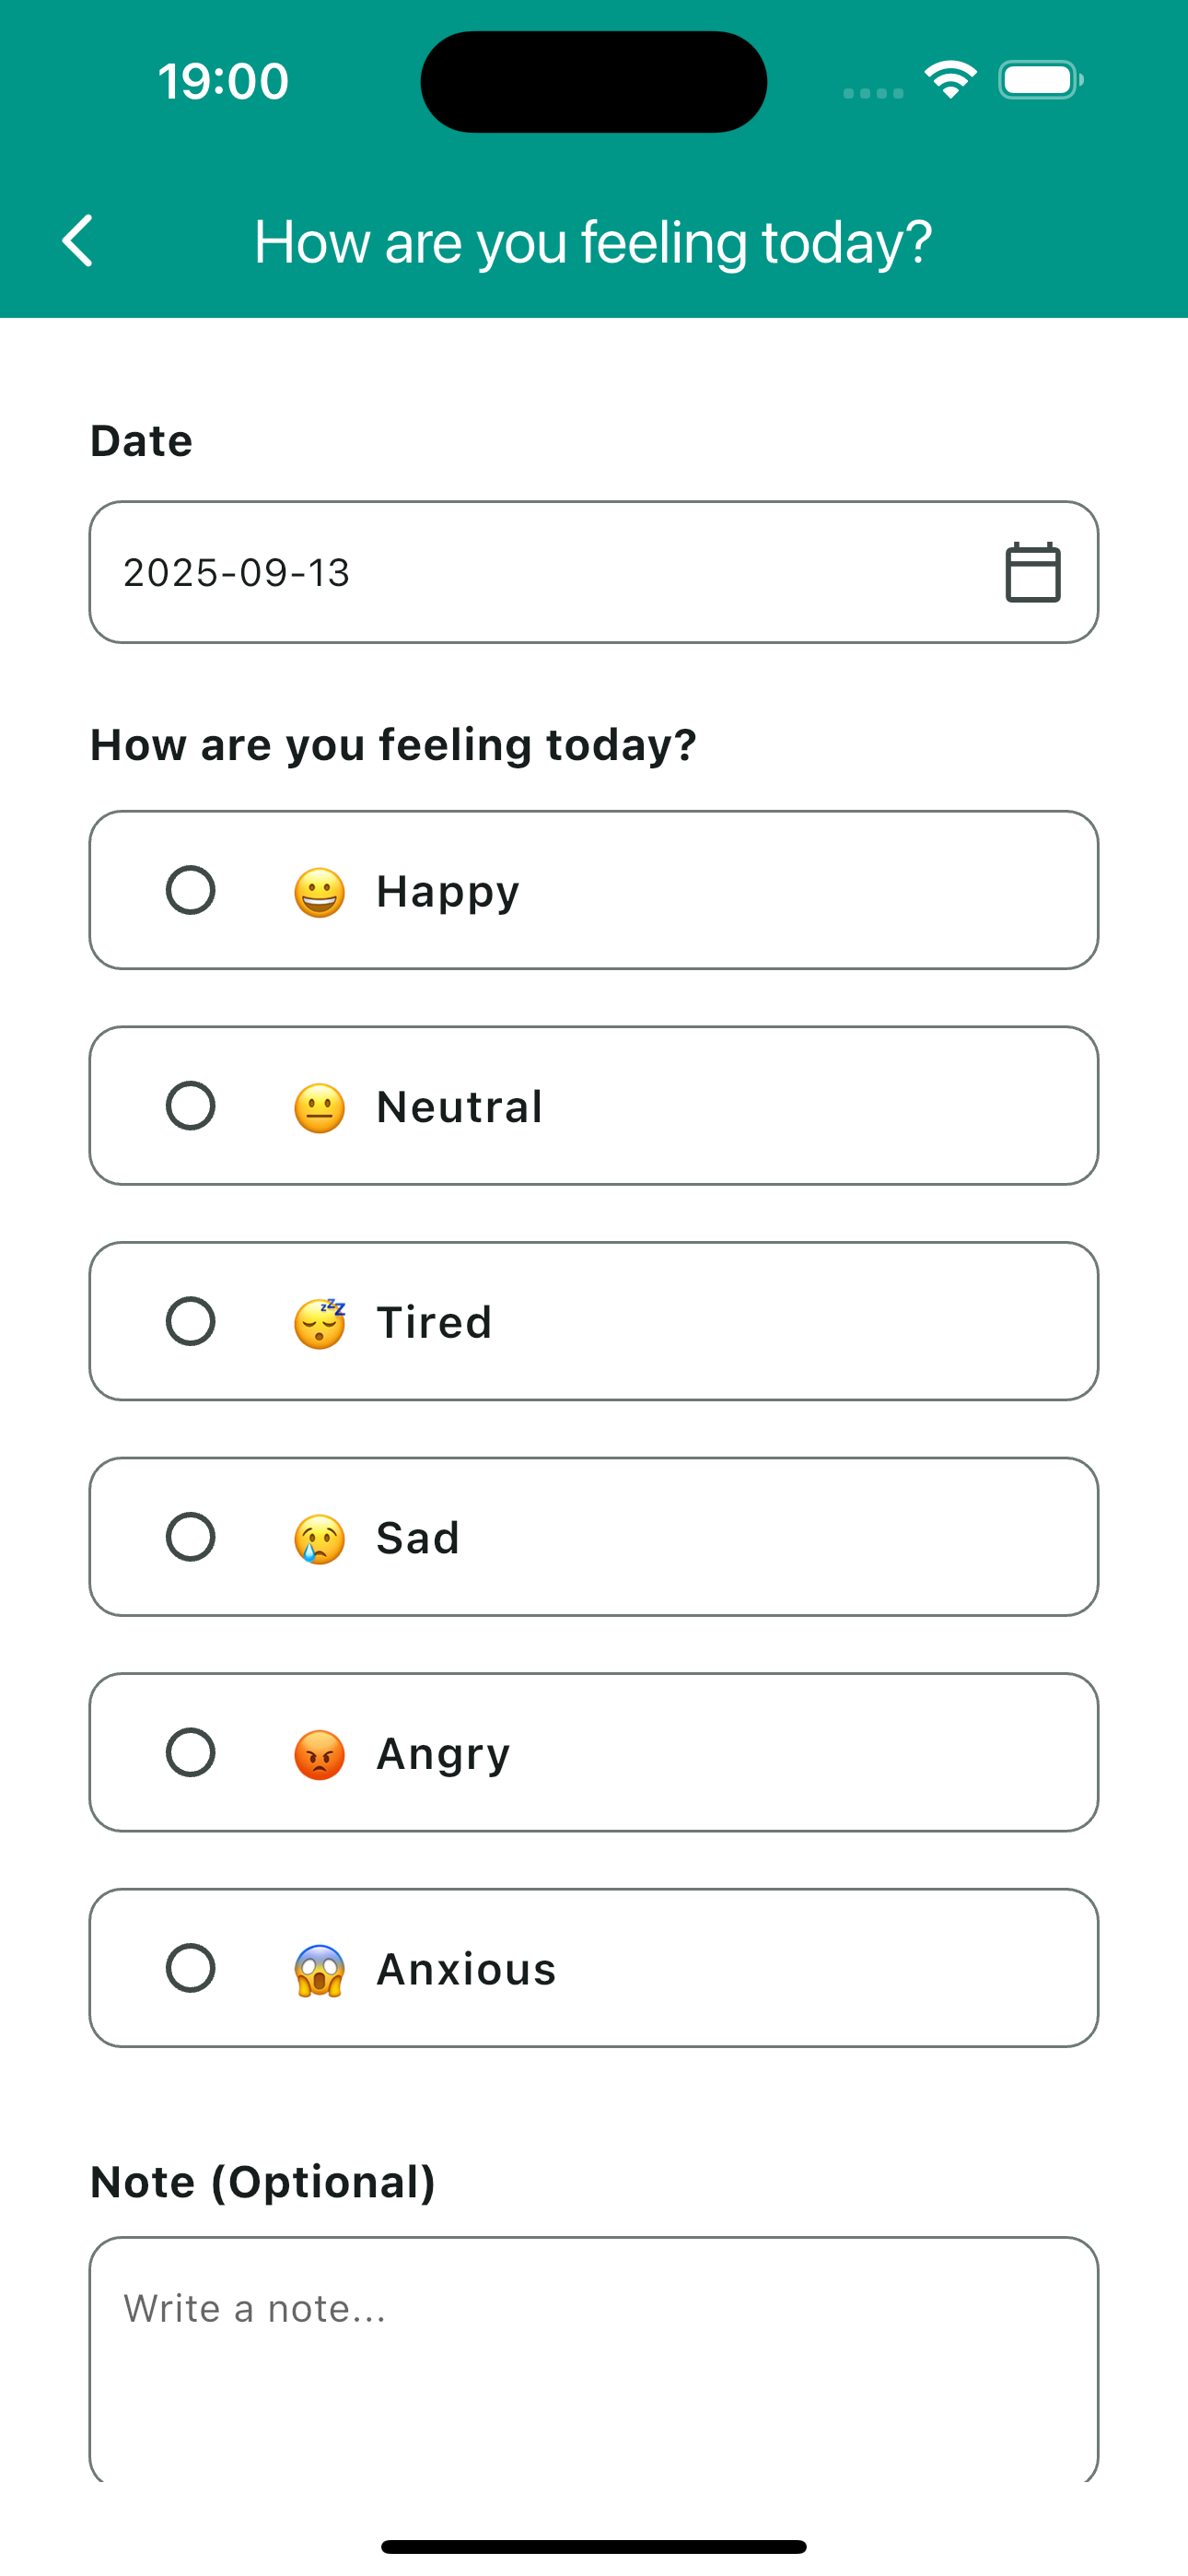 19:00
How are you feeling today?
Date
2025-09-13
How are you feeling today?
Happy
Neutral
Tired
Sad
Angry
Anxious
Note (Optional)
Write a note...